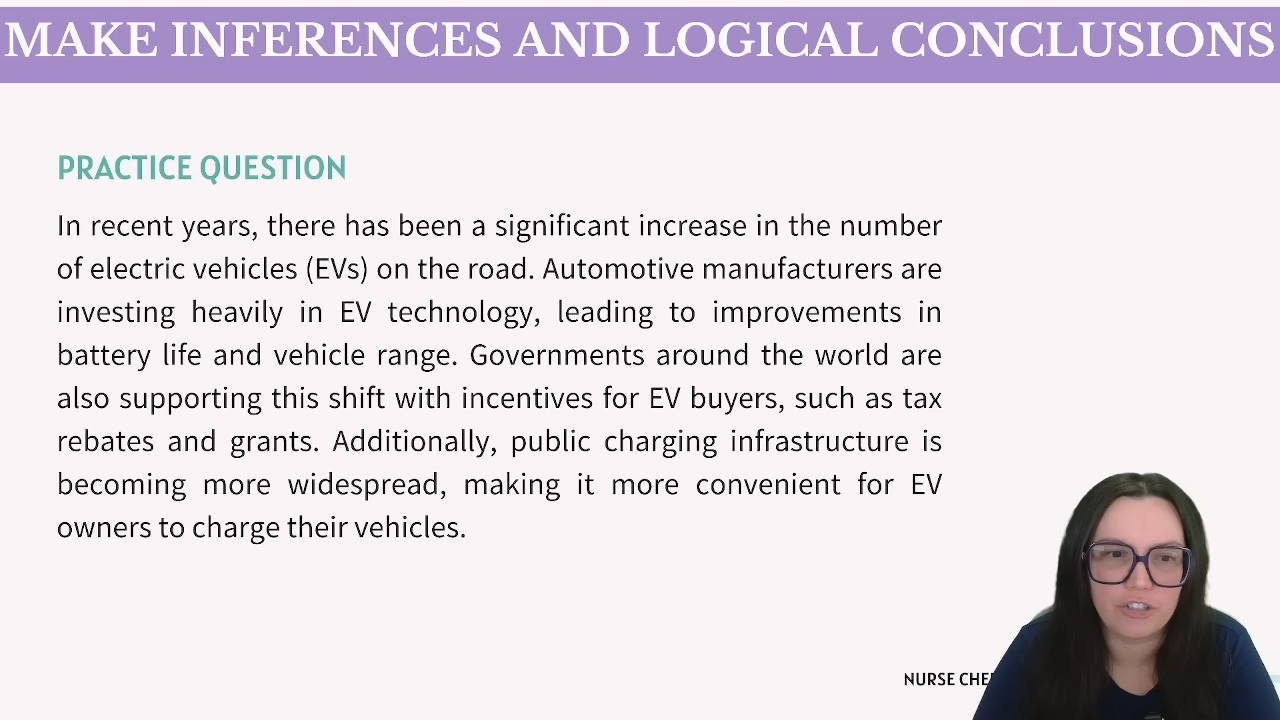 MAKE INFERENCES AND LOGICAL CONCLUSIONS
PRACTICE QUESTION
In recent years, there has been a significant increase in the number
of electric vehicles (EVs) on the road. Automotive manufacturers are
investing heavily in EV technology, leading to improvements in
battery life and vehicle range. Governments around the world are
also supporting this shift with incentives for EV buyers, such as tax
rebates and grants. Additionally, public charging infrastructure is
becoming more widespread, making it more convenient for EV
owners to charge their vehicles.
NURSE